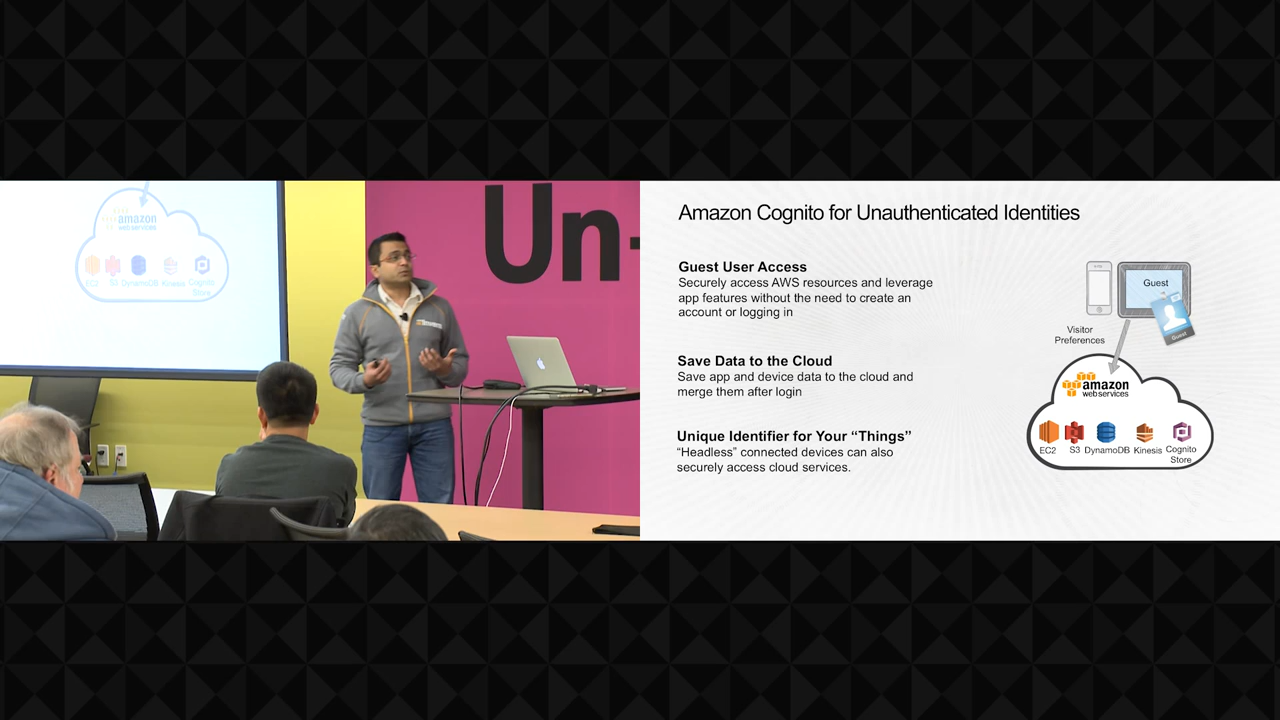 amazon
webservices
EC2 S3 DynamoDB Kinesis Cognito
Store
Un-
Amazon Cognito for Unauthenticated Identities
Guest User Access
Securely access AWS resources and leverage
app features without the need to create an
account or logging in
Save Data to the Cloud
Save app and device data to the cloud and
merge them after login
Unique Identifier for Your “Things”
“Headless” connected devices can also
securely access cloud services.
Guest
Guest
Visitor
Preferences
amazon
webservices
EC2 S3 DynamoDB Kinesis Cognito
Store